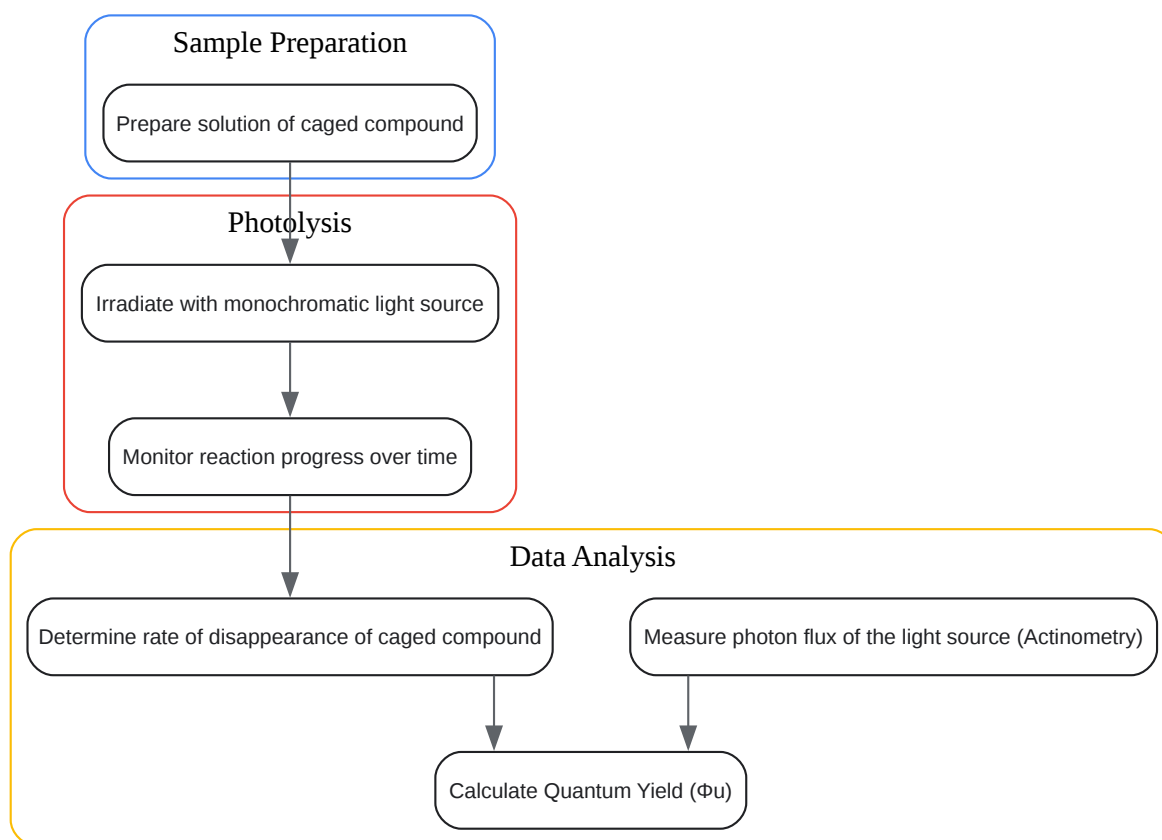 Sample Preparation
Prepare solution of caged compound
Photolysis
Irradiate with monochromatic light source
Monitor reaction progress over time
Data Analysis
Determine rate of disappearance of caged compound
Measure photon flux of the light source (Actinometry)
Calculate Quantum Yield (Φu)